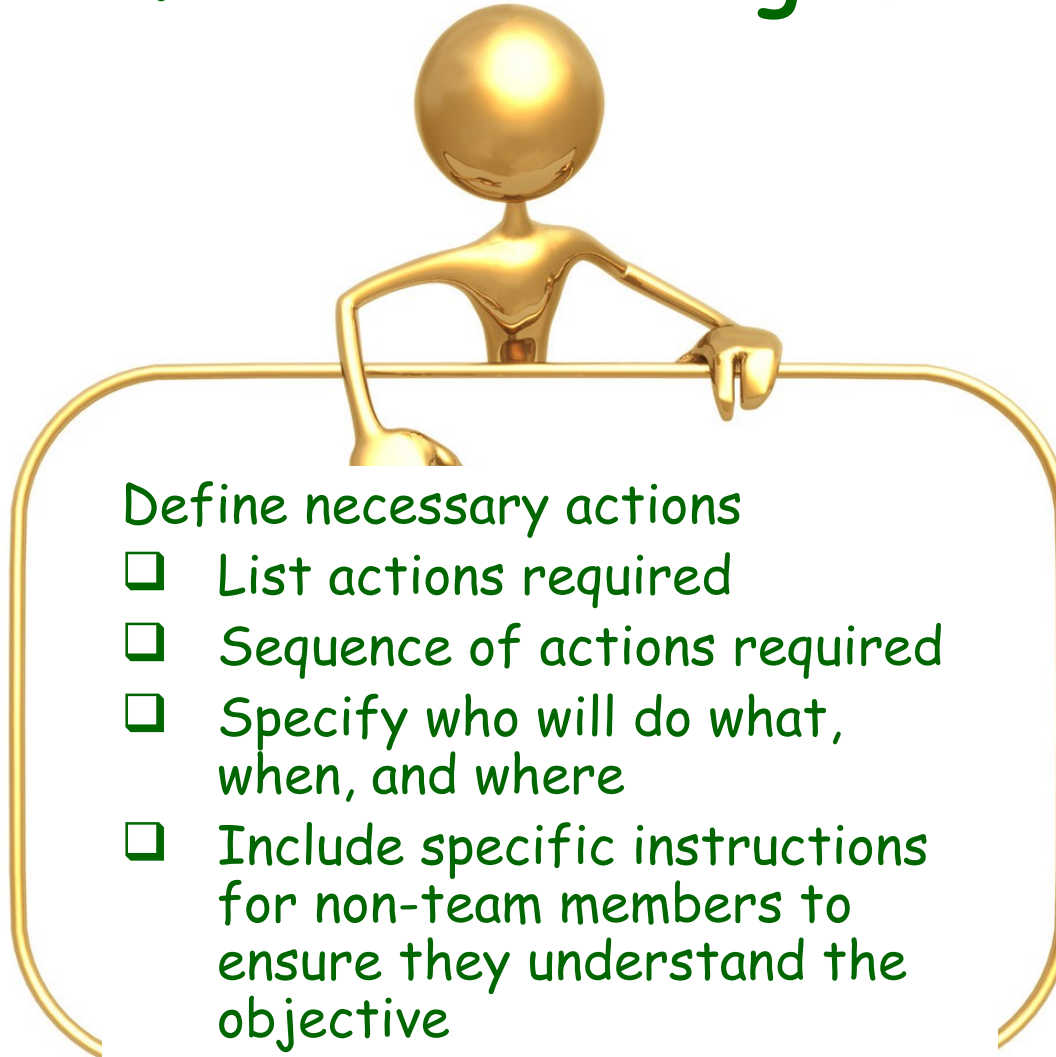 Define necessary actions
❑ List actions required
❑ Sequence of actions required
❑ Specify who will do what,
when, and where
❑ Include specific instructions
for non-team members to
ensure they understand the
objective